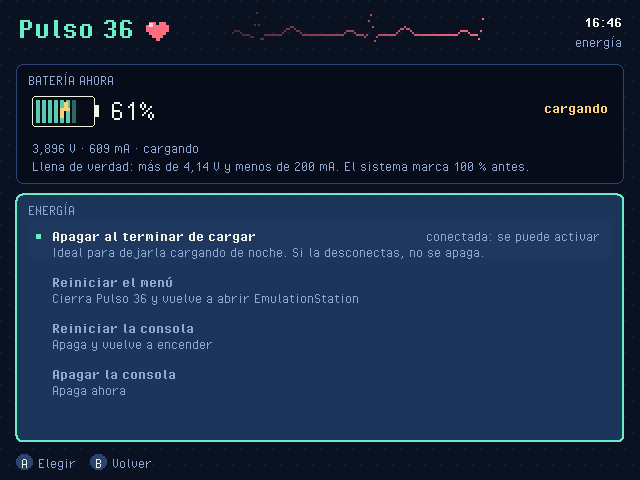 Pulso 36
16:46
energía
BATERÍA AHORA
61%
cargando
3,896 V · 609 mA · cargando
Llena de verdad: más de 4,14 V y menos de 200 mA. El sistema marca 100 % antes.
ENERGÍA
Apagar al terminar de cargar
conectada: se puede activar
Ideal para dejarla cargando de noche. Si la desconectas, no se apaga.
Reiniciar el menú
Cierra Pulso 36 y vuelve a abrir EmulationStation
Reiniciar la consola
Apaga y vuelve a encender
Apagar la consola
Apaga ahora
A Elegir B Volver